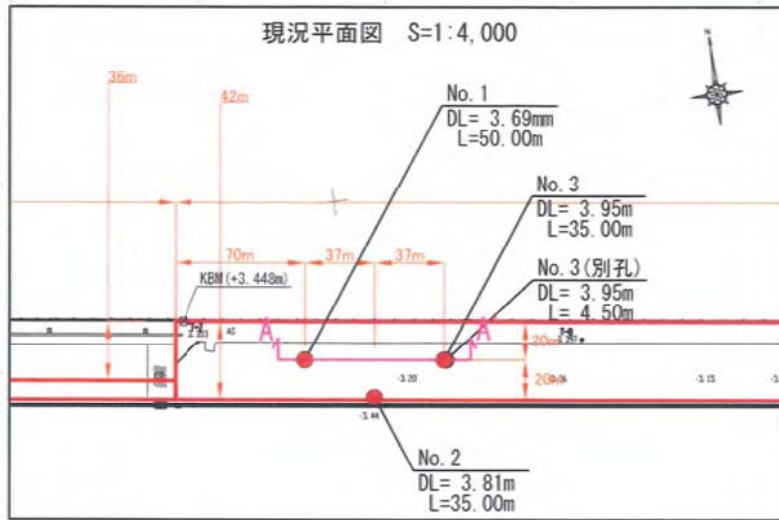 現況平面図 S=1:4,000
N
36m
42m
No.1
DL= 3.69mm
L=50.00m
No.3
DL= 3.95m
L=35.00m
70m
37m
37m
No.3(別孔)
DL= 3.95m
L= 4.50m
KBM(+3.448m)
A
A
AS
20m
20m
-3.20
-3.15
-3.44
No.2
DL= 3.81m
L=35.00m